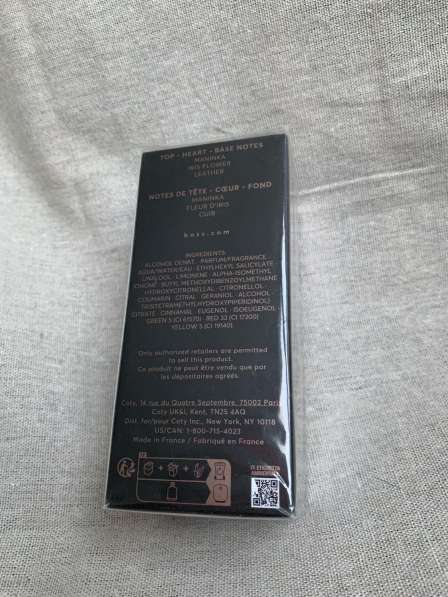 TOP - HEART - BASE NOTES
MANINKA
IRIS FLOWER
LEATHER
NOTES DE TÊTE - CŒUR - FOND
MANINKA
FLEUR D'IRIS
CUIR
boss.com
INGREDIENTS
ALCOHOL DENAT. · PARFUM/FRAGRANCE
AQUA/WATER/EAU · ETHYLHEXYL SALICYLATE
LINALOOL · LIMONENE · ALPHA-ISOMETHYL
IONONE · BUTYL METHOXYDIBENZOYLMETHANE
HYDROXYCITRONELLAL · CITRONELLOL
COUMARIN · CITRAL · GERANIOL · ALCOHOL
TRIS(TETRAMETHYLHYDROXYPIPERIDINOL)
CITRATE · CINNAMAL · EUGENOL · ISOEUGENOL
GREEN 5 (CI 61570) · RED 33 (CI 17200)
YELLOW 5 (CI 19140).
Only authorized retailers are permitted
to sell this product.
Ce produit ne peut être vendu que par
les dépositaires agréés.
Coty, 14 rue du Quatre Septembre, 75002 Paris
Coty UK&I, Kent, TN25 4AQ
Dist. for/pour Coty Inc., New York, NY 10118
US/CAN: 1-800-715-4023
Made in France / Fabriqué en France
FR